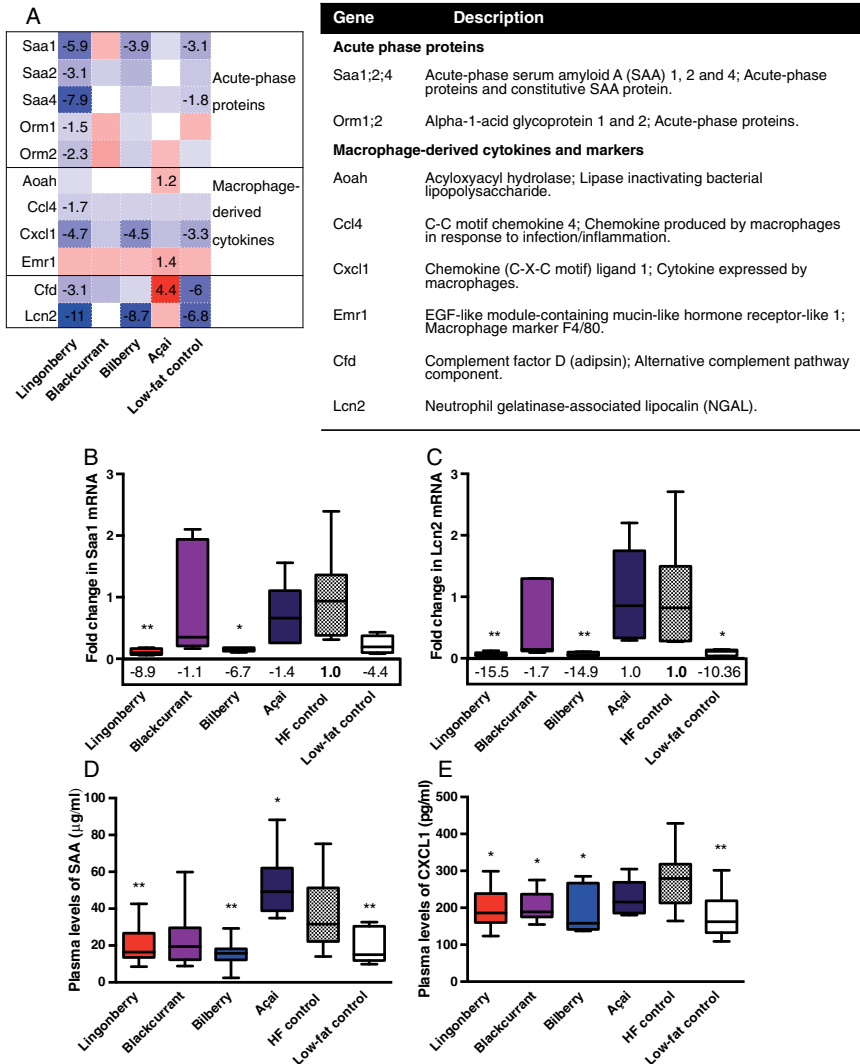 A
Saa1 -5.9 -3.9 -3.1
Saa2 -3.1
Saa4 -7.9 -1.8
Orm1 -1.5
Orm2 -2.3
Acute-phase
proteins
Aoah 1.2
Ccl4 -1.7
Cxcl1 -4.7 -4.5 -3.3
Emr1 1.4
Macrophage-
derived
cytokines
Cfd -3.1 4.4 -6
Lcn2 -11 -8.7 -6.8
Lingonberry
Blackcurrant
Bilberry
Açai
Low-fat control
Gene Description
Acute phase proteins
Saa1;2;4 Acute-phase serum amyloid A (SAA) 1, 2 and 4; Acute-phase
proteins and constitutive SAA protein.
Orm1;2 Alpha-1-acid glycoprotein 1 and 2; Acute-phase proteins.
Macrophage-derived cytokines and markers
Aoah Acyloxyacyl hydrolase; Lipase inactivating bacterial
lipopolysaccharide.
Ccl4 C-C motif chemokine 4; Chemokine produced by macrophages
in response to infection/inflammation.
Cxcl1 Chemokine (C-X-C motif) ligand 1; Cytokine expressed by
macrophages.
Emr1 EGF-like module-containing mucin-like hormone receptor-like 1;
Macrophage marker F4/80.
Cfd Complement factor D (adipsin); Alternative complement pathway
component.
Lcn2 Neutrophil gelatinase-associated lipocalin (NGAL).
B
Fold change in Saa1 mRNA
3
2
1
0
** *
-8.9 -1.1 -6.7 -1.4 1.0 -4.4
Lingonberry
Blackcurrant
Bilberry
Açai
HF control
Low-fat control
C
Fold change in Lcn2 mRNA
3
2
1
0
** ** *
-15.5 -1.7 -14.9 1.0 1.0 -10.36
Lingonberry
Blackcurrant
Bilberry
Açai
HF control
Low-fat control
D
Plasma levels of SAA (µg/ml)
100
80
60
40
20
0
** ** * **
Lingonberry
Blackcurrant
Bilberry
Açai
HF control
Low-fat control
E
Plasma levels of CXCL1 (pg/ml)
500
400
300
200
100
0
* * * **
Lingonberry
Blackcurrant
Bilberry
Açai
HF control
Low-fat control